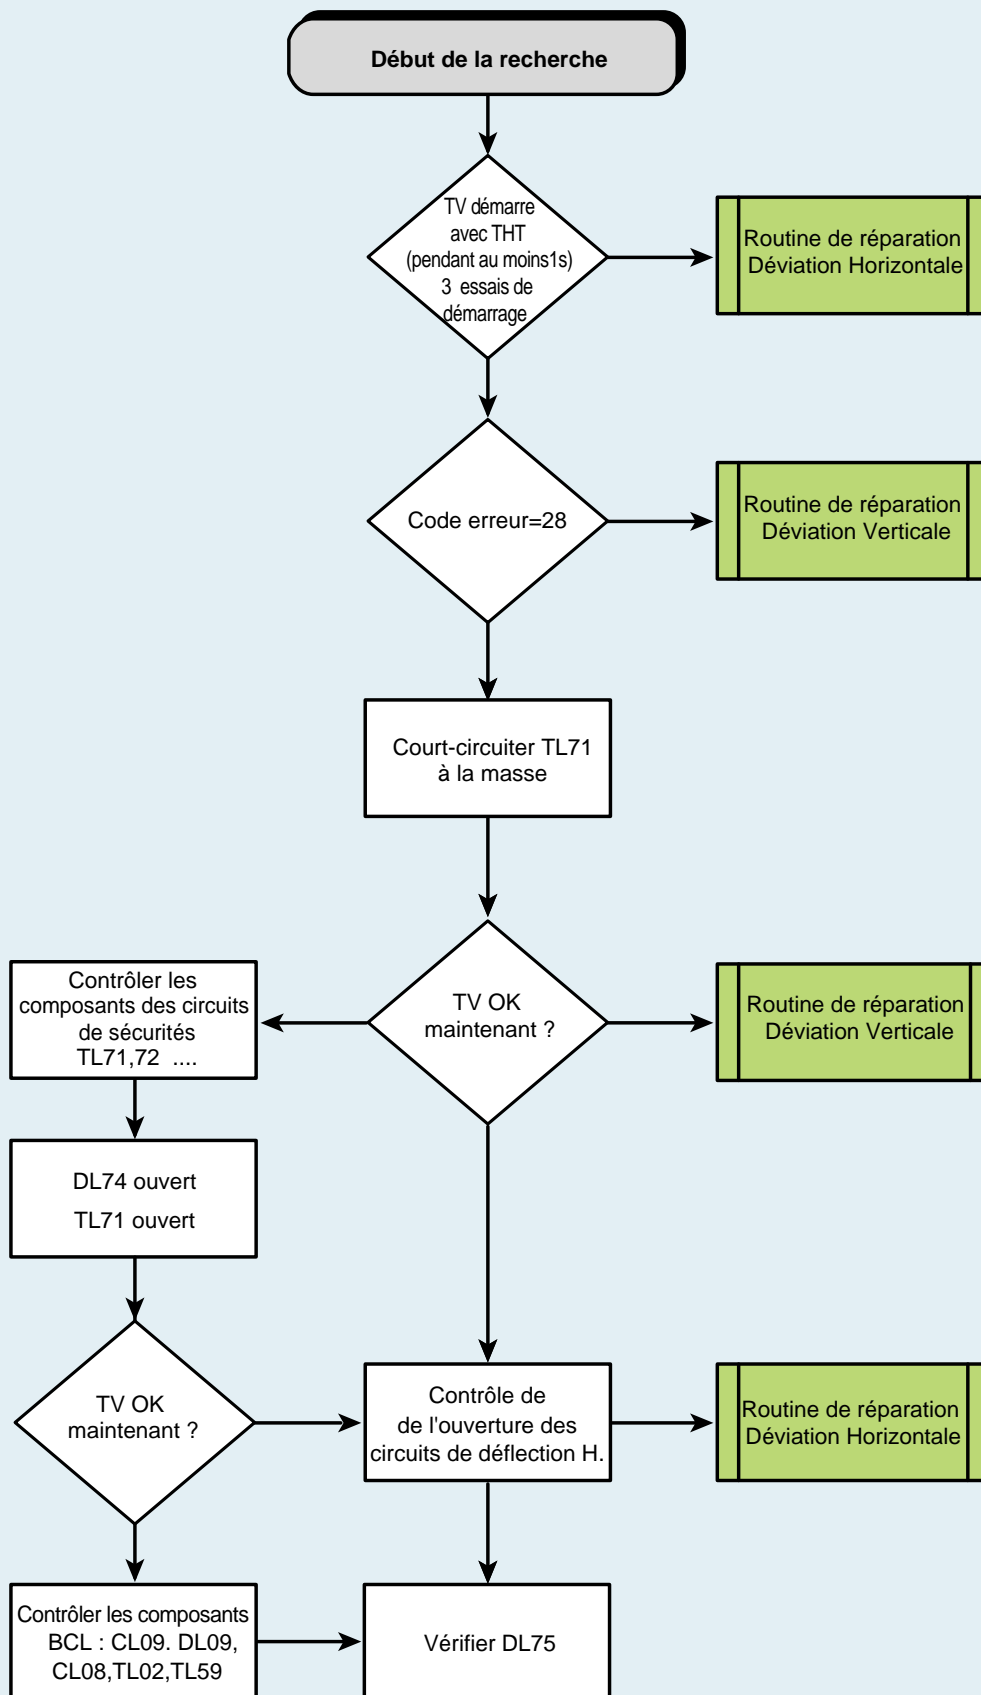 Début de la recherche
TV démarre
avec THT
(pendant au moins1s)
3 essais de
démarrage
Routine de réparation
Déviation Horizontale
Code erreur=28
Routine de réparation
Déviation Verticale
Court-circuiter TL71
à la masse
Contrôler les
composants des circuits
de sécurités
TL71,72 ....
TV OK
maintenant ?
Routine de réparation
Déviation Verticale
DL74 ouvert
TL71 ouvert
TV OK
maintenant ?
Contrôle de
de l'ouverture des
circuits de déflection H.
Routine de réparation
Déviation Horizontale
Contrôler les composants
BCL : CL09. DL09,
CL08,TL02,TL59
Vérifier DL75